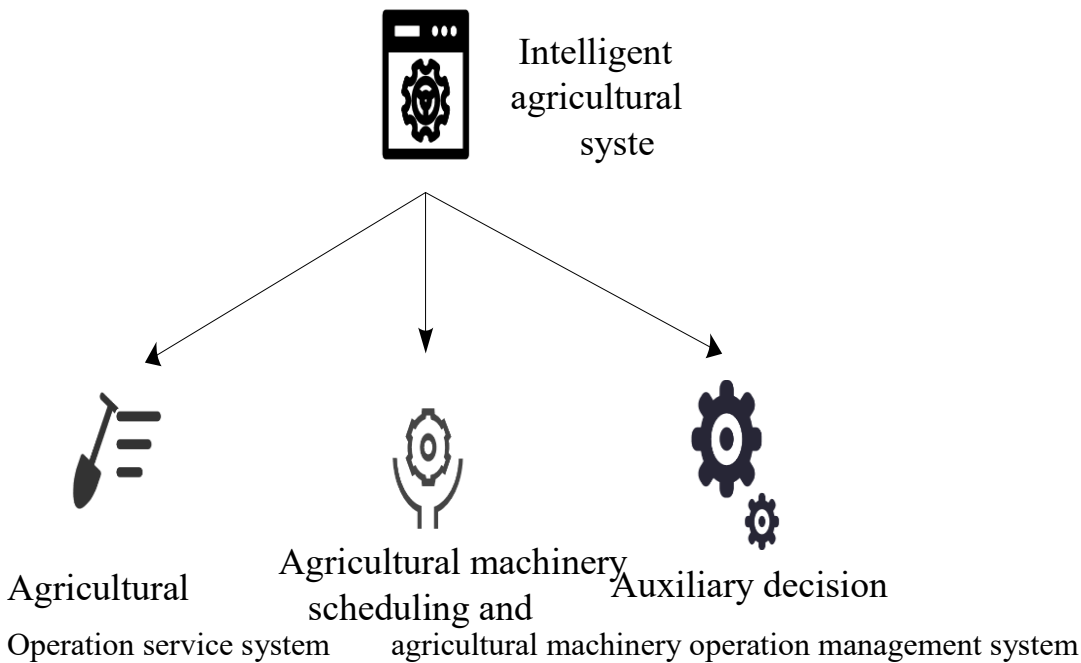 Intelligent
agricultural
syste
Agricultural machinery
scheduling and
Agricultural
Auxiliary decision
Operation service system
agricultural machinery operation management system